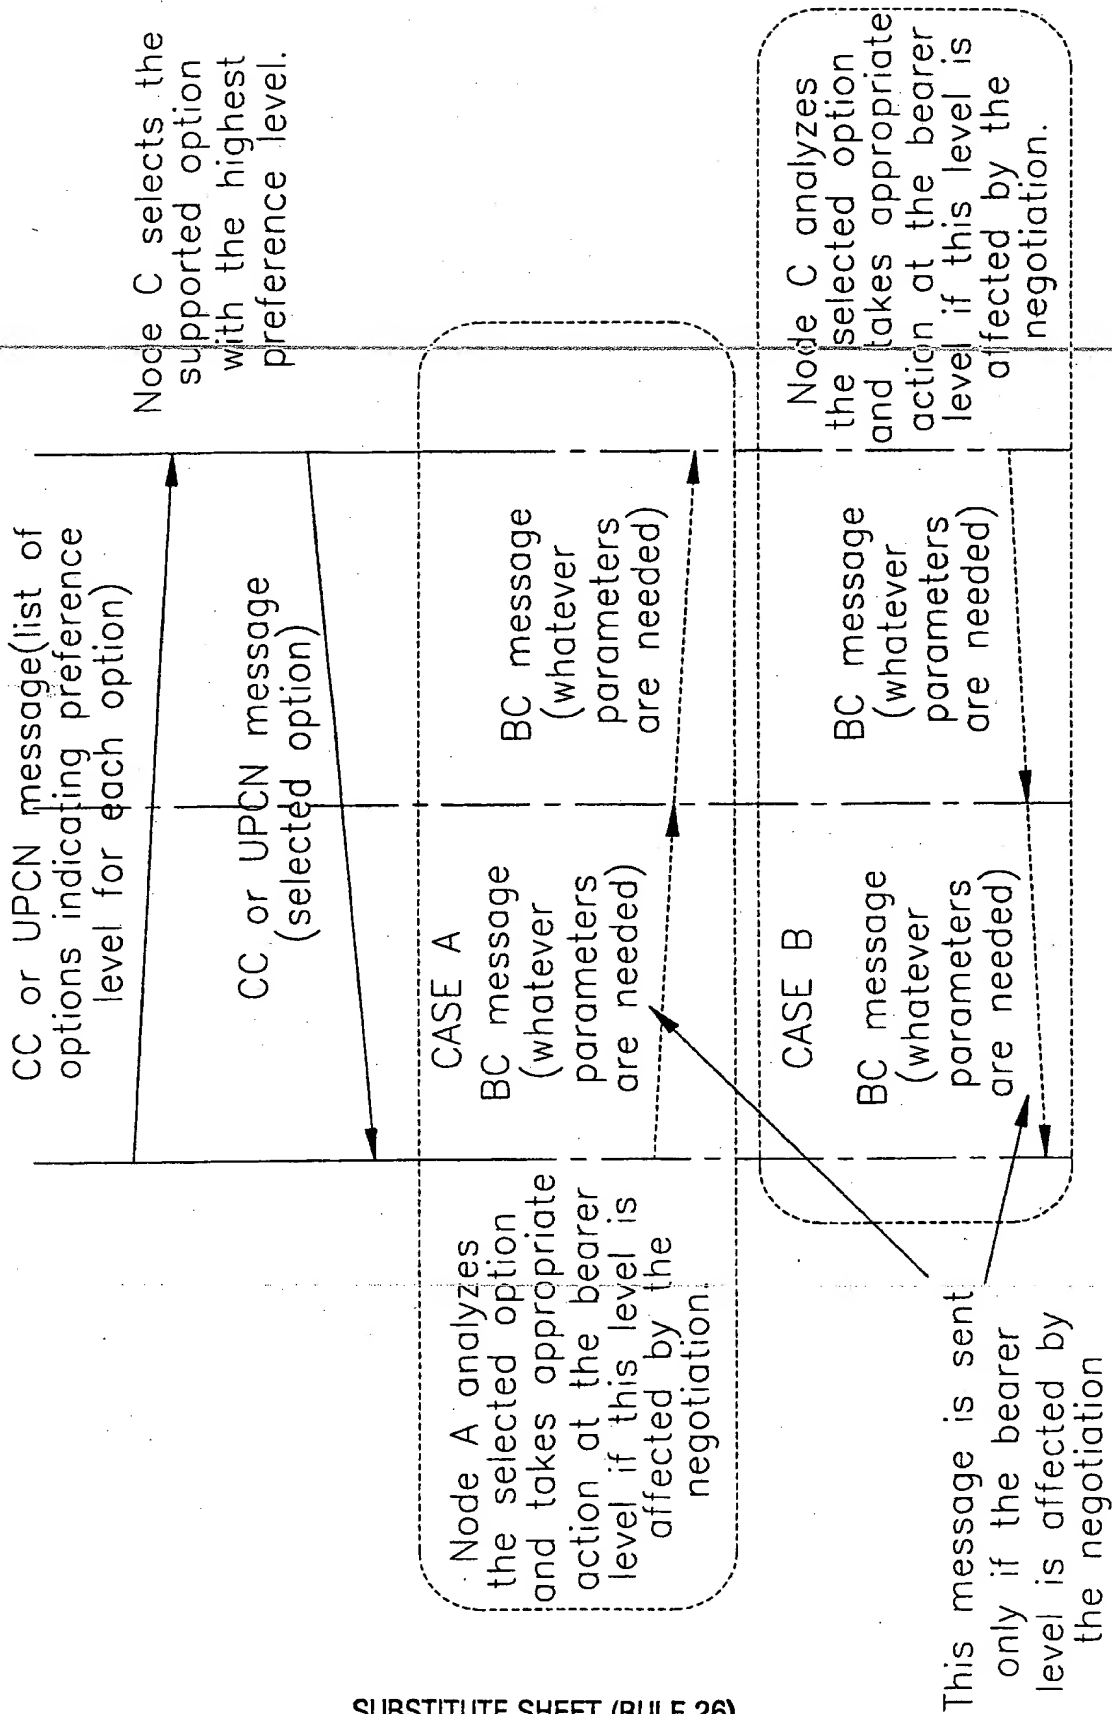 CC or UPCN message(list of
options indicating preference
level for each option)
Node C selects the
supported option
with the highest
preference level.
CC or UPCN message
(selected option)
Node A analyzes
the selected option
and takes appropriate
action at the bearer
level if this level is
affected by the
negotiation.
CASE A
BC message
(whatever
parameters
are needed)
BC message
(whatever
parameters
are needed)
CASE B
BC message
(whatever
parameters
are needed)
BC message
(whatever
parameters
are needed)
Node C analyzes
the selected option
and takes appropriate
action at the bearer
level if this level is
affected by the
negotiation.
This message is sent
only if the bearer
level is affected by
the negotiation
SUBSTITUTE SHEET (RULE 26)